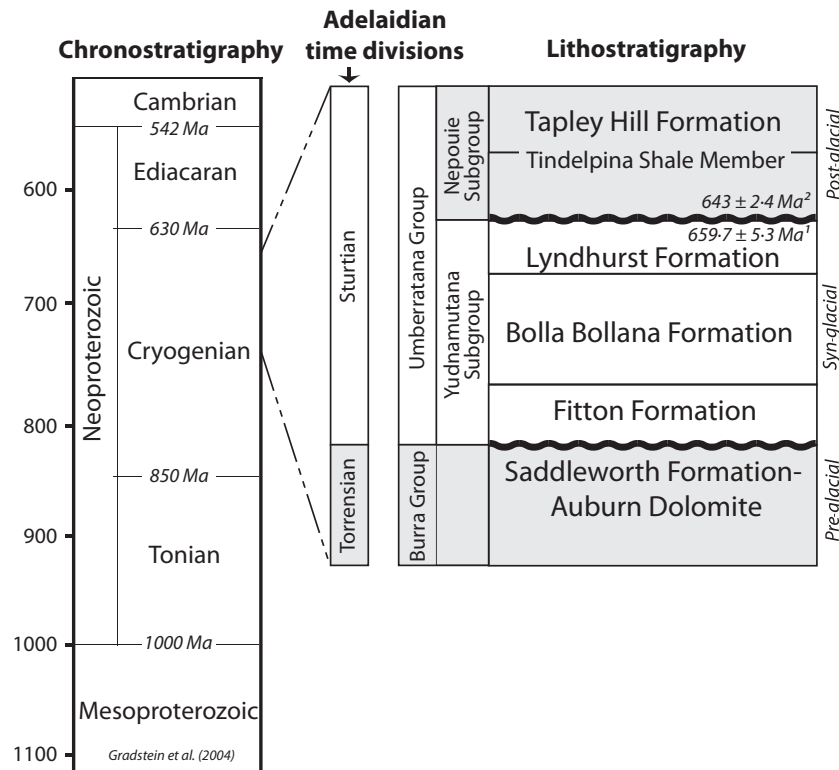 Chronostratigraphy
Adelaidian
time divisions
Lithostratigraphy
600
700
800
900
1000
1100
Neoproterozoic
Cambrian
542 Ma
Ediacaran
630 Ma
Cryogenian
850 Ma
Tonian
1000 Ma
Mesoproterozoic
Gradstein et al. (2004)
Sturtian
Torrensian
Umberratana Group
Burra Group
Nepouie
Subgroup
Yudnamutana
Subgroup
Tapley Hill Formation
Tindelpina Shale Member
643 ± 2·4 Ma²
659·7 ± 5·3 Ma¹
Lyndhurst Formation
Bolla Bollana Formation
Fitton Formation
Saddleworth Formation-
Auburn Dolomite
Post-glacial
Syn-glacial
Pre-glacial